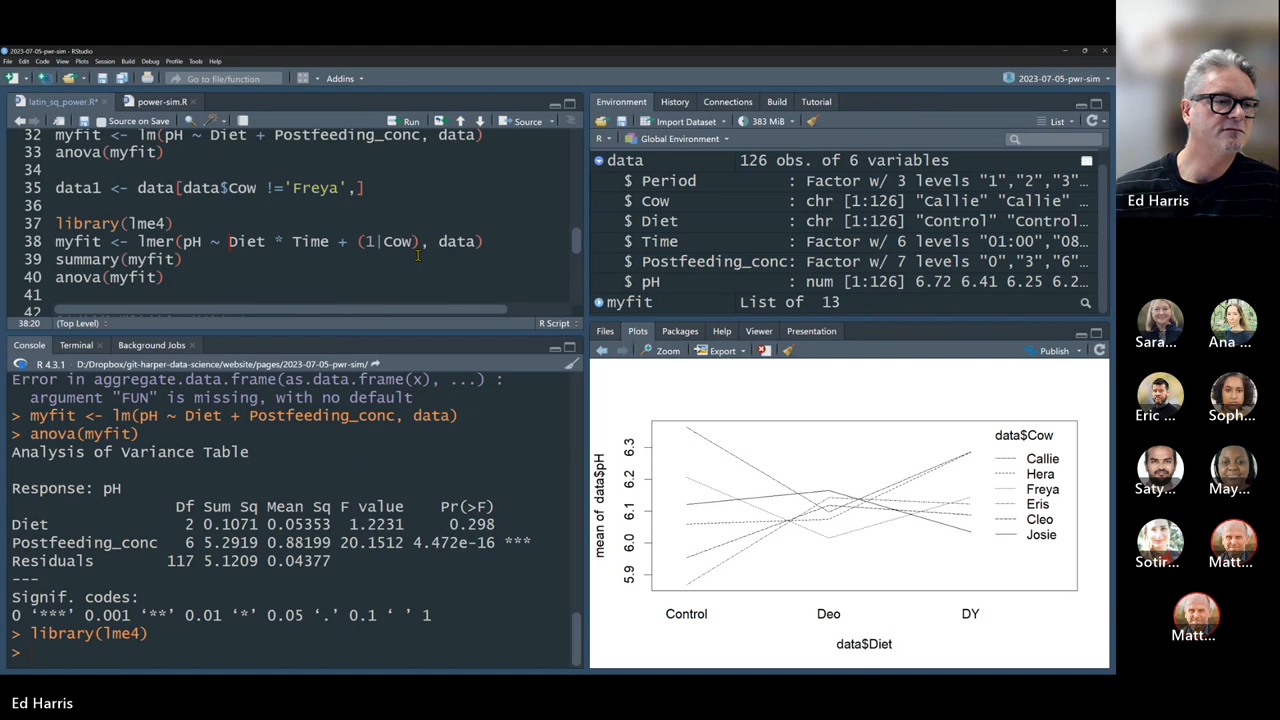 2023-07-05-pwr-sim - RStudio
File Edit Code View Plots Session Build Debug Profile Tools Help
Go to file/function
Addins
2023-07-05-pwr-sim
latin_sq_power.R*
power-sim.R
Source on Save
Run
Source
32 myfit <- lm(pH ~ Diet + Postfeeding_conc, data)
33 anova(myfit)
34
35 data1 <- data[data$Cow !='Freya',]
36
37 library(lme4)
38 myfit <- lmer(pH ~ Diet * Time + (1|Cow), data)
39 summary(myfit)
40 anova(myfit)
41
42
38:20 (Top Level) R Script
Console Terminal Background Jobs
R 4.3.1 · D:/Dropbox/git-harper-data-science/website/pages/2023-07-05-pwr-sim/
Error in aggregate.data.frame(as.data.frame(x), ...) :
argument "FUN" is missing, with no default
> myfit <- lm(pH ~ Diet + Postfeeding_conc, data)
> anova(myfit)
Analysis of Variance Table
Response: pH
Df Sum Sq Mean Sq F value Pr(>F)
Diet 2 0.1071 0.05353 1.2231 0.298
Postfeeding_conc 6 5.2919 0.88199 20.1512 4.472e-16 ***
Residuals 117 5.1209 0.04377
---
Signif. codes:
0 ‘***’ 0.001 ‘**’ 0.01 ‘*’ 0.05 ‘.’ 0.1 ‘ ’ 1
> library(lme4)
>
Environment History Connections Build Tutorial
Import Dataset 383 MiB List
R Global Environment
data 126 obs. of 6 variables
$ Period : Factor w/ 3 levels "1","2","3"…
$ Cow : chr [1:126] "Callie" "Callie" …
$ Diet : chr [1:126] "Control" "Control"…
$ Time : Factor w/ 6 levels "01:00","08…
$ Postfeeding_conc: Factor w/ 7 levels "0","3","6"…
$ pH : num [1:126] 6.72 6.41 6.25 6.2…
myfit List of 13
Files Plots Packages Help Viewer Presentation
Zoom Export Publish
data$Cow
Callie
Hera
Freya
Eris
Cleo
Josie
mean of data$pH
6.3
6.2
6.1
6.0
5.9
Control Deo DY
data$Diet
Ed Harris
Sara...
Ana ...
Eric ...
Soph...
Saty...
May...
Sotir...
Matt...
Matt...
Ed Harris